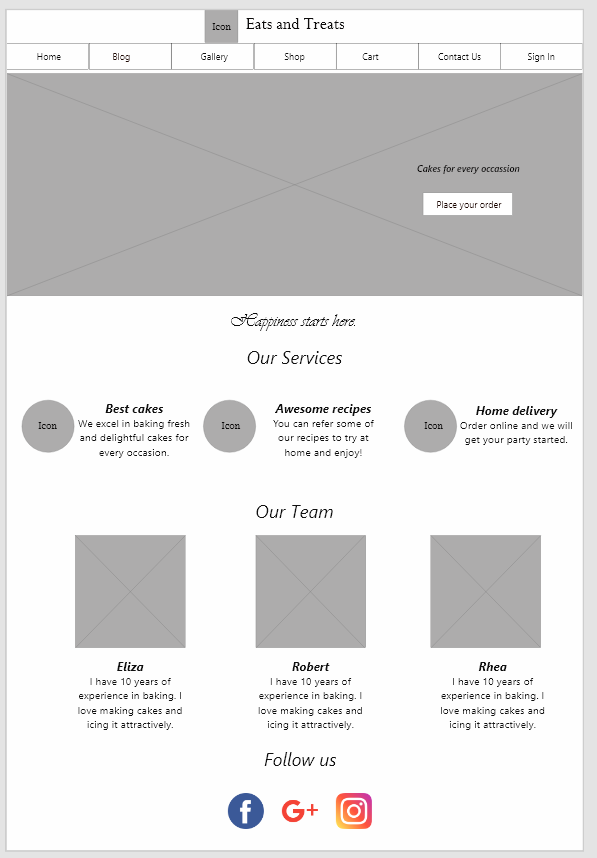 Icon
Eats and Treats
Home
Blog
Gallery
Shop
Cart
Contact Us
Sign In
Cakes for every occassion
Place your order
Happiness starts here.
Our Services
Icon
Best cakes
We excel in baking fresh
and delightful cakes for
every occasion.
Icon
Awesome recipes
You can refer some of
our recipes to try at
home and enjoy!
Icon
Home delivery
Order online and we will
get your party started.
Our Team
Eliza
I have 10 years of
experience in baking. I
love making cakes and
icing it attractively.
Robert
I have 10 years of
experience in baking. I
love making cakes and
icing it attractively.
Rhea
I have 10 years of
experience in baking. I
love making cakes and
icing it attractively.
Follow us
f
G+